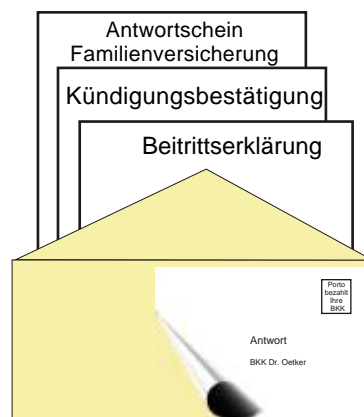 Antwortschein
Familienversicherung
Kündigungsbestätigung
Beitrittserklärung
Porto
bezahlt
Ihre
BKK
Antwort
BKK Dr. Oetker